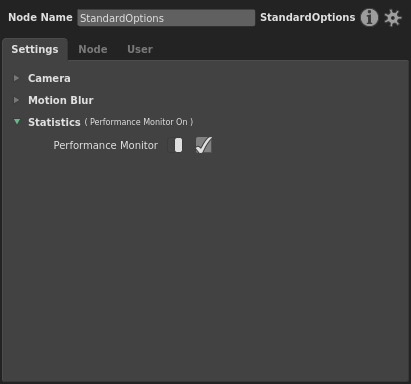 Node Name StandardOptions StandardOptions
Settings Node User
Camera
Motion Blur
Statistics ( Performance Monitor On )
Performance Monitor